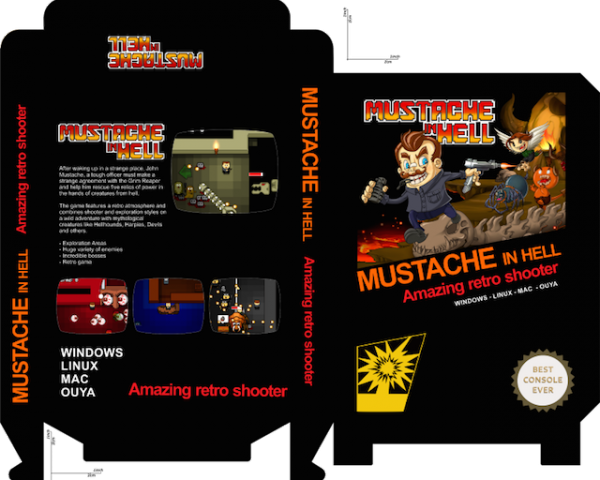 MUSTACHE
IN HELL
MUSTACHE
IN HELL
After waking up in a strange place, John
Mustache, a tough officer must make a
strange agreement with the Grim Reaper
and help him rescue five relics of power in
the hands of creatures from hell.
The game features a retro atmosphere and
combines shooter and exploration styles on
a wild adventure with mythological
creatures like Hellhounds, Harpies, Devils
and others.
- Exploration Areas
- Huge variety of enemies
- Incredible bosses
- Retro game
WINDOWS
LINUX
MAC
OUYA
Amazing retro shooter
MUSTACHE IN HELL Amazing retro shooter
MUSTACHE IN HELL Amazing retro shooter
MUSTACHE
IN HELL
MUSTACHE IN HELL
Amazing retro shooter
WINDOWS - LINUX - MAC - OUYA
BEST
CONSOLE
EVER